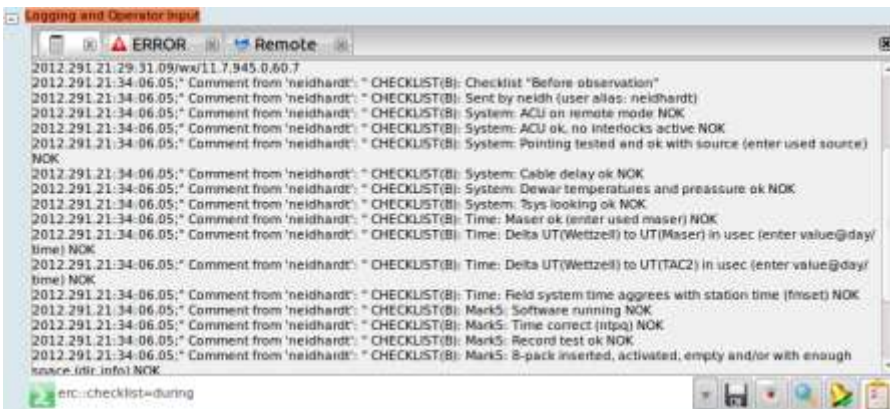 Logging and Operator Input
ERROR Remote
2012.291.21:29:31.09/wx/11.7,945.0,60.7
2012.291.21:34:06.05;" Comment from 'neidhardt': " CHECKLIST(B): Checklist "Before observation"
2012.291.21:34:06.05;" Comment from 'neidhardt': " CHECKLIST(B): Sent by neidh (user alias: neidhardt)
2012.291.21:34:06.05;" Comment from 'neidhardt': " CHECKLIST(B): System: ACU on remote mode NOK
2012.291.21:34:06.05;" Comment from 'neidhardt': " CHECKLIST(B): System: ACU ok, no interlocks active NOK
2012.291.21:34:06.05;" Comment from 'neidhardt': " CHECKLIST(B): System: Pointing tested and ok with source (enter used source)
NOK
2012.291.21:34:06.05;" Comment from 'neidhardt': " CHECKLIST(B): System: Cable delay ok NOK
2012.291.21:34:06.05;" Comment from 'neidhardt': " CHECKLIST(B): System: Dewar temperatures and preassure ok NOK
2012.291.21:34:06.05;" Comment from 'neidhardt': " CHECKLIST(B): System: Tsys looking ok NOK
2012.291.21:34:06.05;" Comment from 'neidhardt': " CHECKLIST(B): Time: Maser ok (enter used maser) NOK
2012.291.21:34:06.05;" Comment from 'neidhardt': " CHECKLIST(B): Time: Delta UT(Wettzell) to UT(Maser) in usec (enter value@day/
time) NOK
2012.291.21:34:06.05;" Comment from 'neidhardt': " CHECKLIST(B): Time: Delta UT(Wettzell) to UT(TAC2) in usec (enter value@day/
time) NOK
2012.291.21:34:06.05;" Comment from 'neidhardt': " CHECKLIST(B): Time: Field system time aggrees with station time (fmset) NOK
2012.291.21:34:06.05;" Comment from 'neidhardt': " CHECKLIST(B): Mark5: Software running NOK
2012.291.21:34:06.05;" Comment from 'neidhardt': " CHECKLIST(B): Mark5: Time correct (ntpq) NOK
2012.291.21:34:06.05;" Comment from 'neidhardt': " CHECKLIST(B): Mark5: Record test ok NOK
2012.291.21:34:06.05;" Comment from 'neidhardt': " CHECKLIST(B): Mark5: 8-pack inserted, activated, empty and/or with enough
space (dir_info) NOK
erc::checklist=during